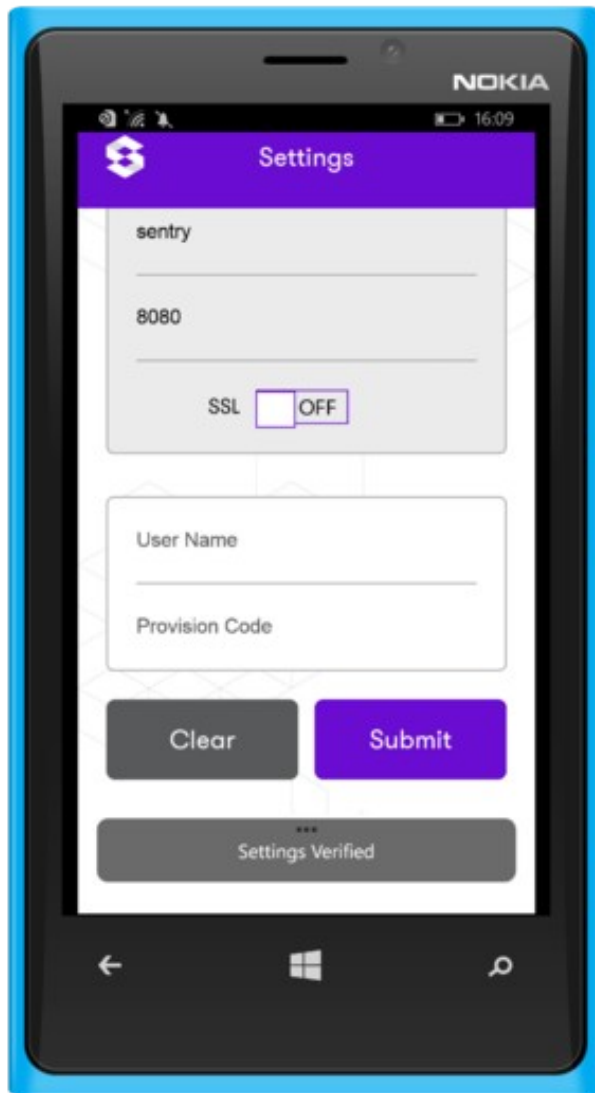 NOKIA
16:09
Settings
sentry
8080
SSL OFF
User Name
Provision Code
Clear Submit
Settings Verified